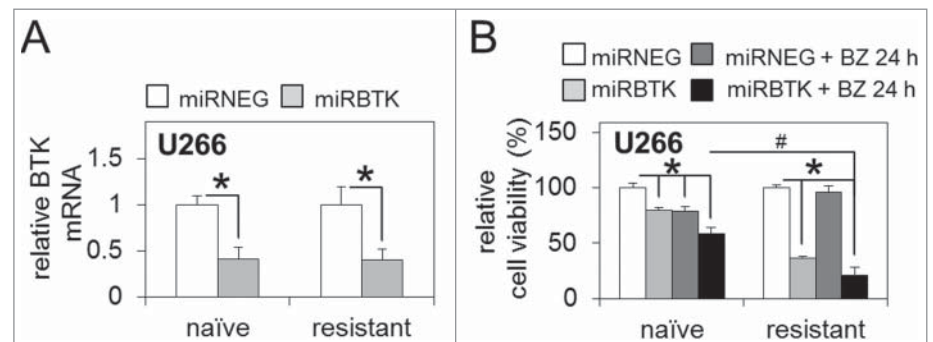 A
miRNEG miRBTK
U266
relative BTK
mRNA
1.5
1
0.5
0
* *
naïve resistant
B
miRNEG miRNEG + BZ 24 h
miRBTK miRBTK + BZ 24 h
U266
relative
cell viability (%)
150
100
50
0
#
* *
naïve resistant